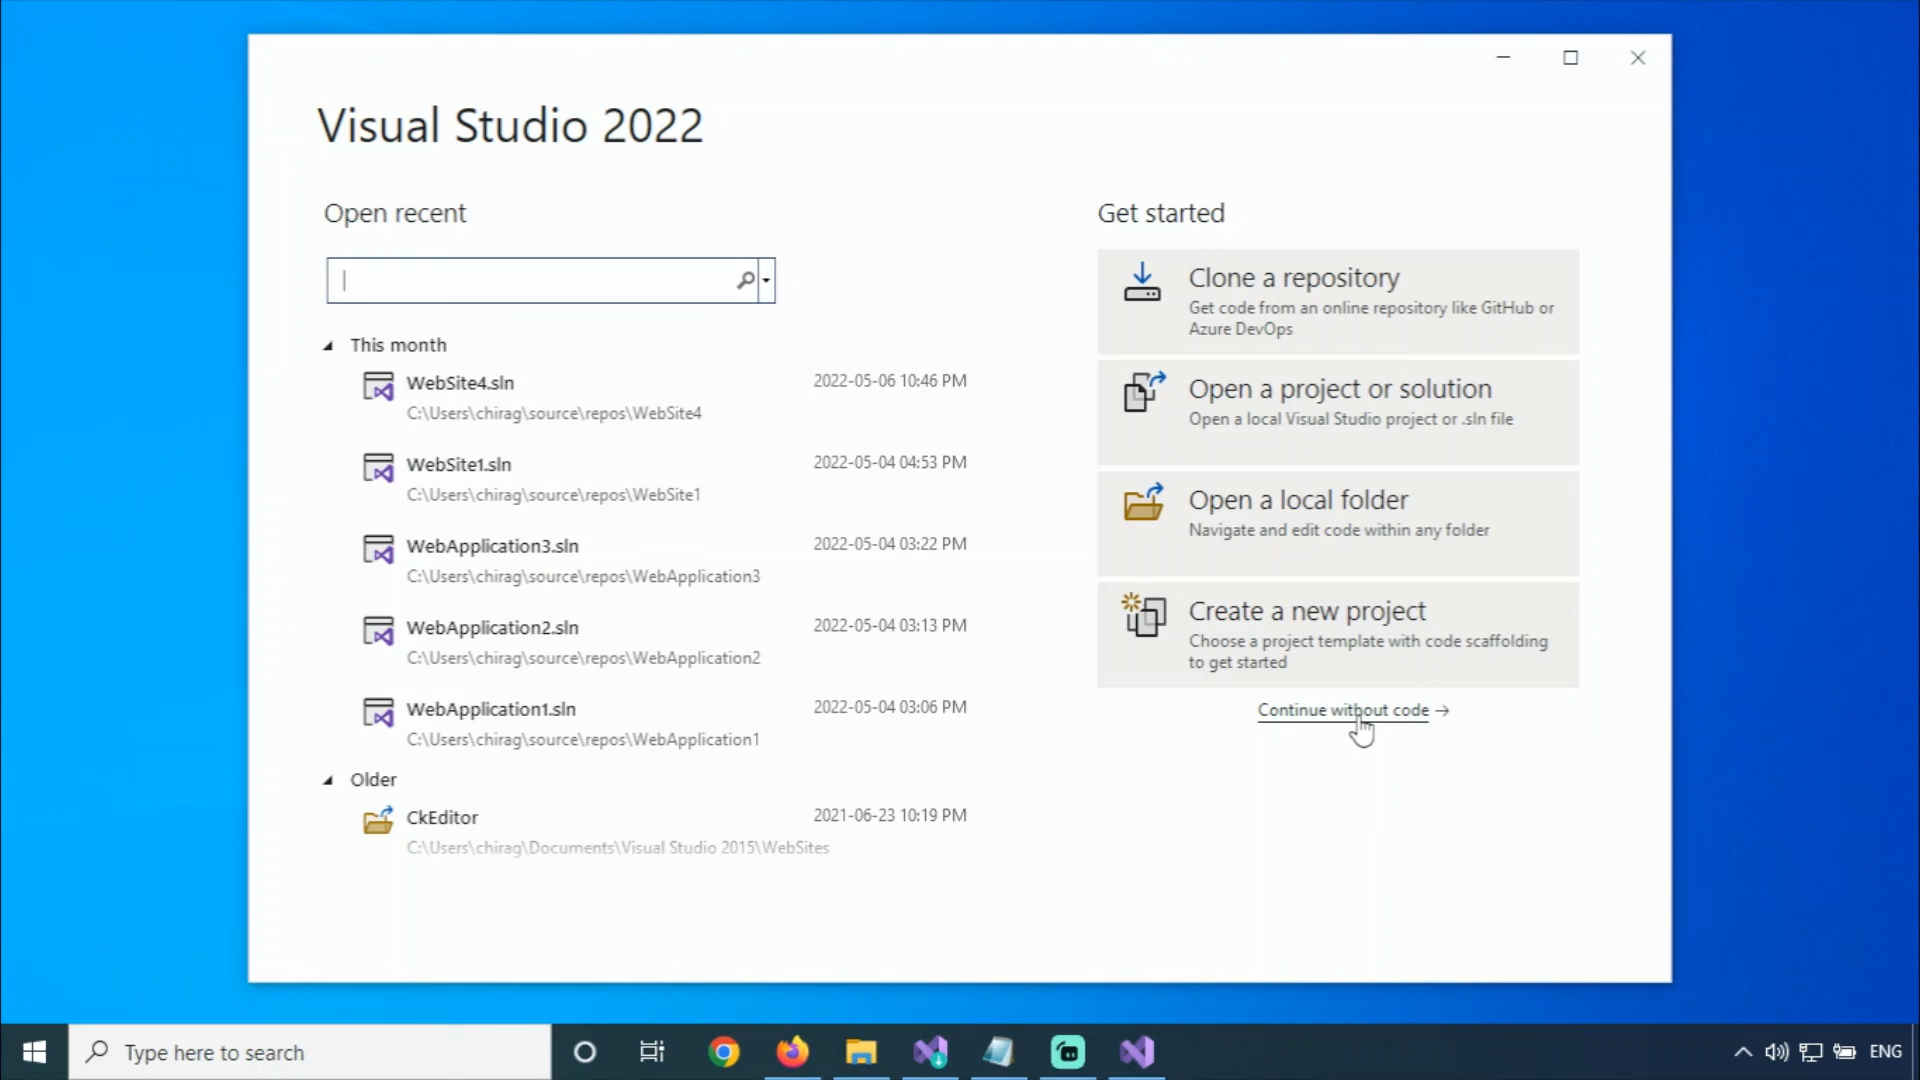 Visual Studio 2022
Open recent
This month
WebSite4.sln
2022-05-06 10:46 PM
C:\Users\chirag\source\repos\WebSite4
WebSite1.sln
2022-05-04 04:53 PM
C:\Users\chirag\source\repos\WebSite1
WebApplication3.sln
2022-05-04 03:22 PM
C:\Users\chirag\source\repos\WebApplication3
WebApplication2.sln
2022-05-04 03:13 PM
C:\Users\chirag\source\repos\WebApplication2
WebApplication1.sln
2022-05-04 03:06 PM
C:\Users\chirag\source\repos\WebApplication1
Older
CkEditor
2021-06-23 10:19 PM
C:\Users\chirag\Documents\Visual Studio 2015\WebSites
Get started
Clone a repository
Get code from an online repository like GitHub or
Azure DevOps
Open a project or solution
Open a local Visual Studio project or .sln file
Open a local folder
Navigate and edit code within any folder
Create a new project
Choose a project template with code scaffolding
to get started
Continue without code →
Type here to search
ENG